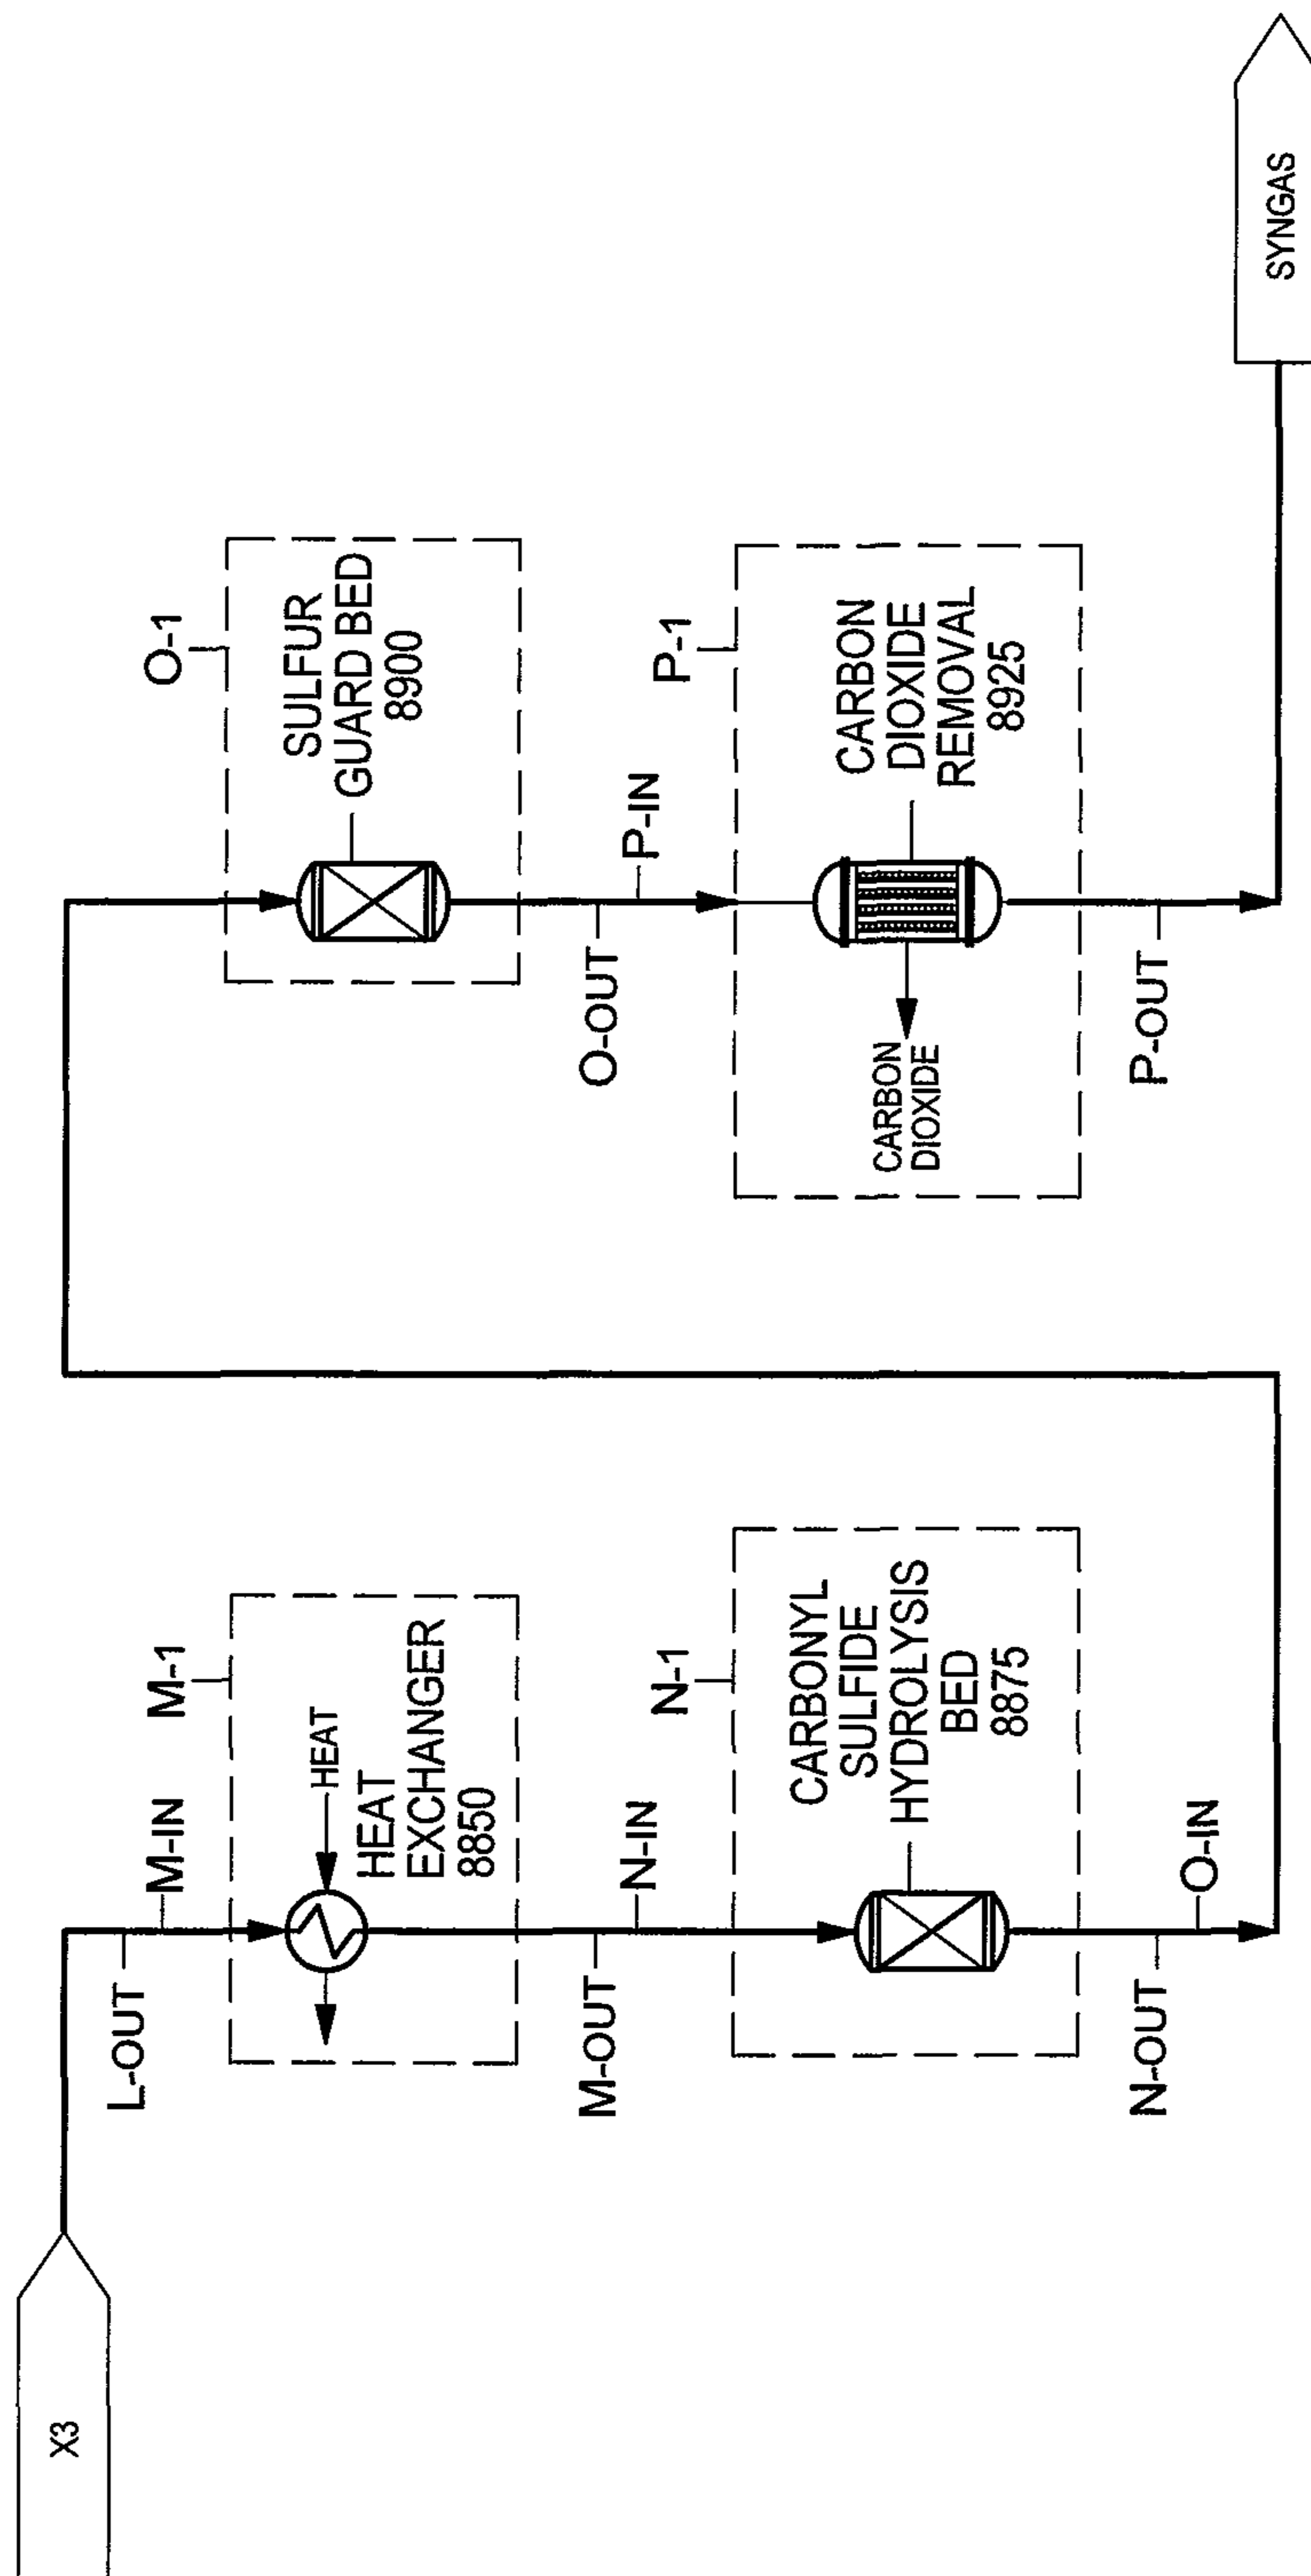 X3
L-OUT
M-IN
M-1
HEAT
HEAT
EXCHANGER
8850
M-OUT
N-IN
N-1
CARBONYL
SULFIDE
HYDROLYSIS
BED
8875
N-OUT
O-IN
O-1
SULFUR
GUARD BED
8900
O-OUT
P-IN
P-1
CARBON
DIOXIDE
REMOVAL
8925
CARBON
DIOXIDE
P-OUT
SYNGAS